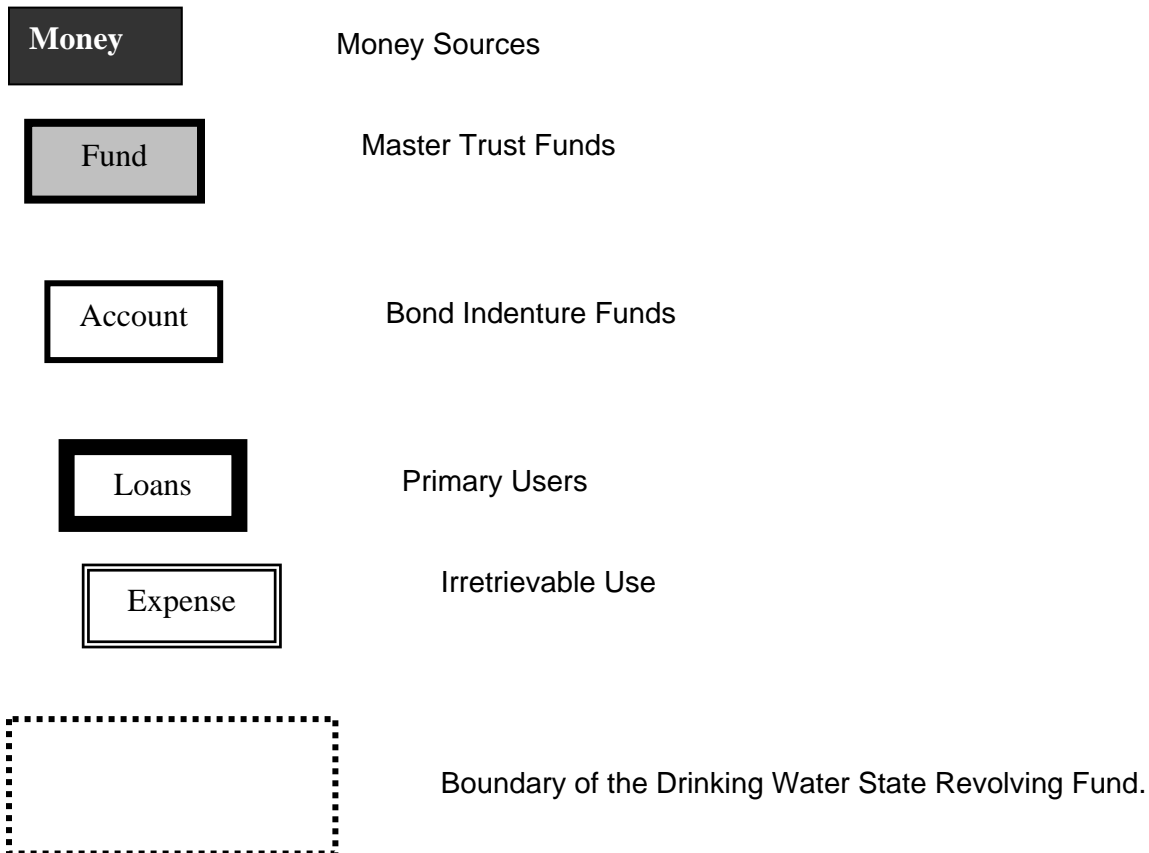 Money
Money Sources
Fund
Master Trust Funds
Account
Bond Indenture Funds
Loans
Primary Users
Expense
Irretrievable Use
Boundary of the Drinking Water State Revolving Fund.